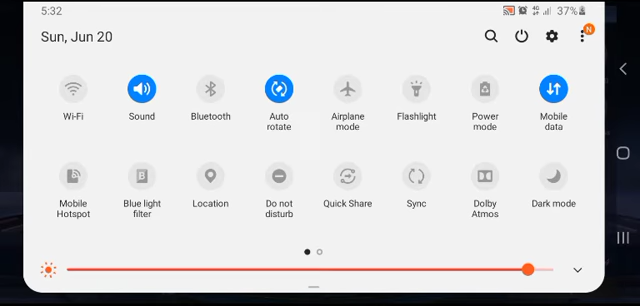 5:32
4G
37%
Sun, Jun 20
N
Wi-Fi
Sound
Bluetooth
Auto
rotate
Airplane
mode
Flashlight
Power
mode
Mobile
data
Mobile
Hotspot
B
Blue light
filter
Location
Do not
disturb
Quick Share
Sync
Dolby
Atmos
Dark mode